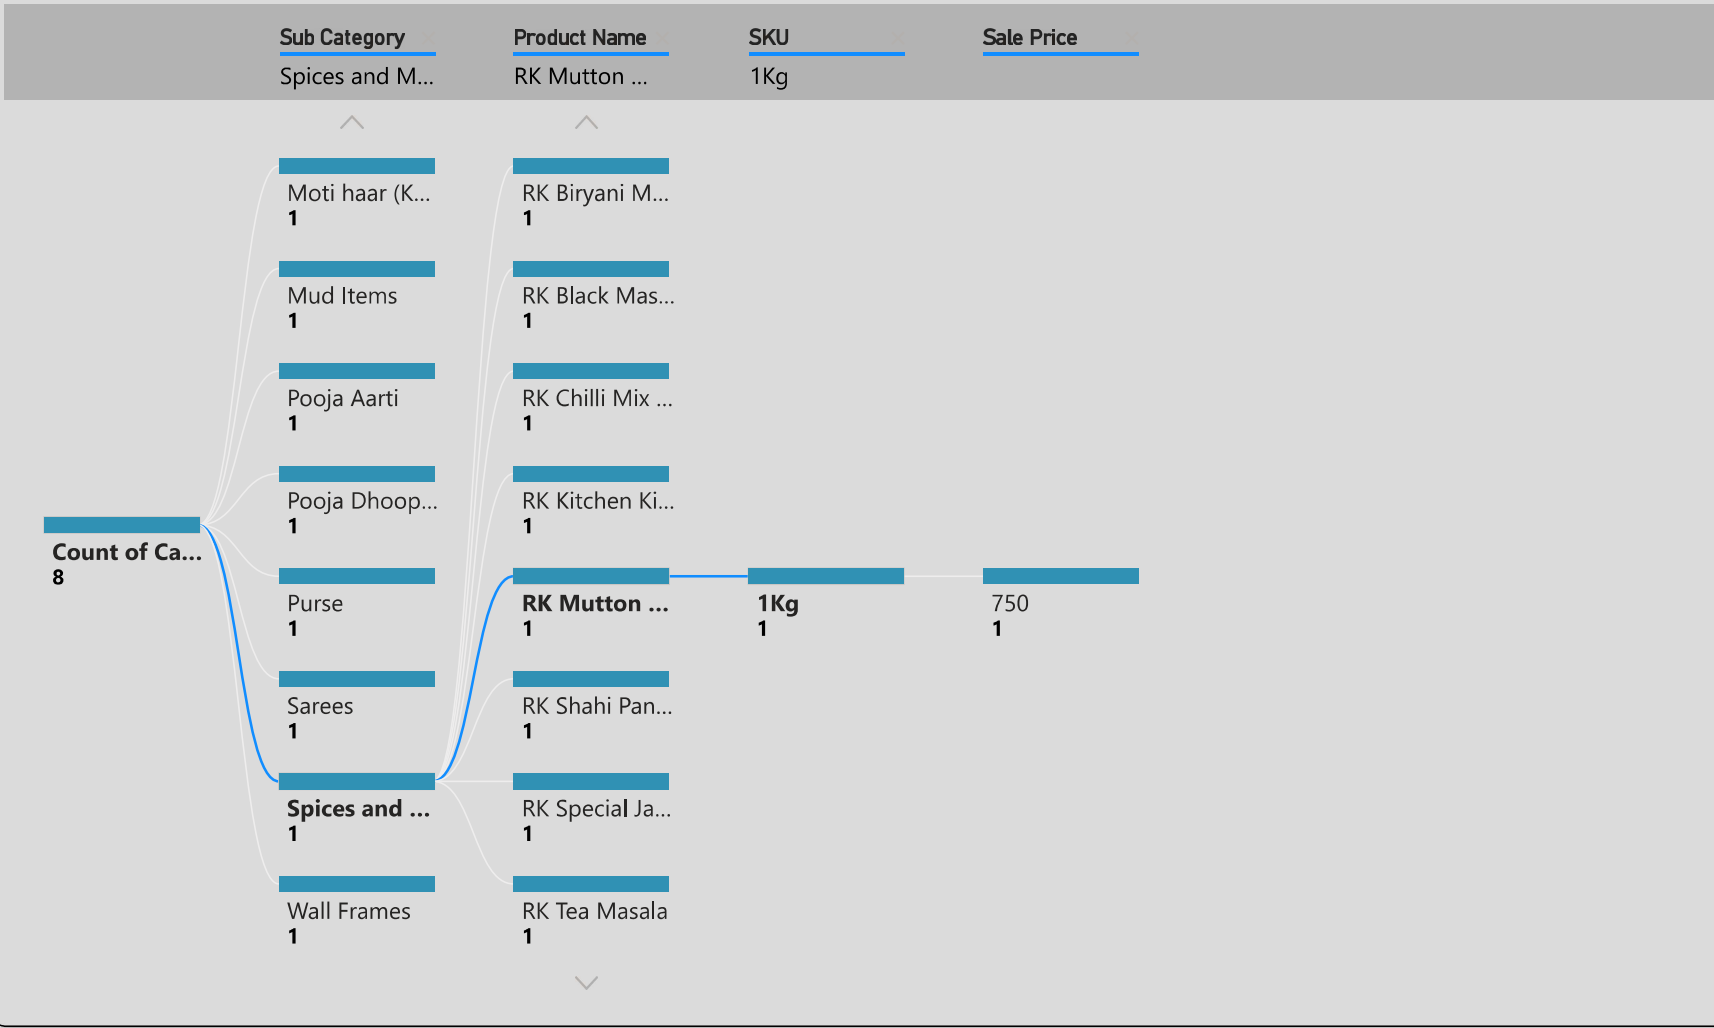 Sub Category
Product Name
SKU
Sale Price
Spices and M...
RK Mutton ...
1Kg
Moti haar (K...
1
Mud Items
1
Pooja Aarti
1
Pooja Dhoop...
1
Purse
1
Sarees
1
Spices and ...
1
Wall Frames
1
Count of Ca...
8
RK Biryani M...
1
RK Black Mas...
1
RK Chilli Mix ...
1
RK Kitchen Ki...
1
RK Mutton ...
1
RK Shahi Pan...
1
RK Special Ja...
1
RK Tea Masala
1
1Kg
1
750
1